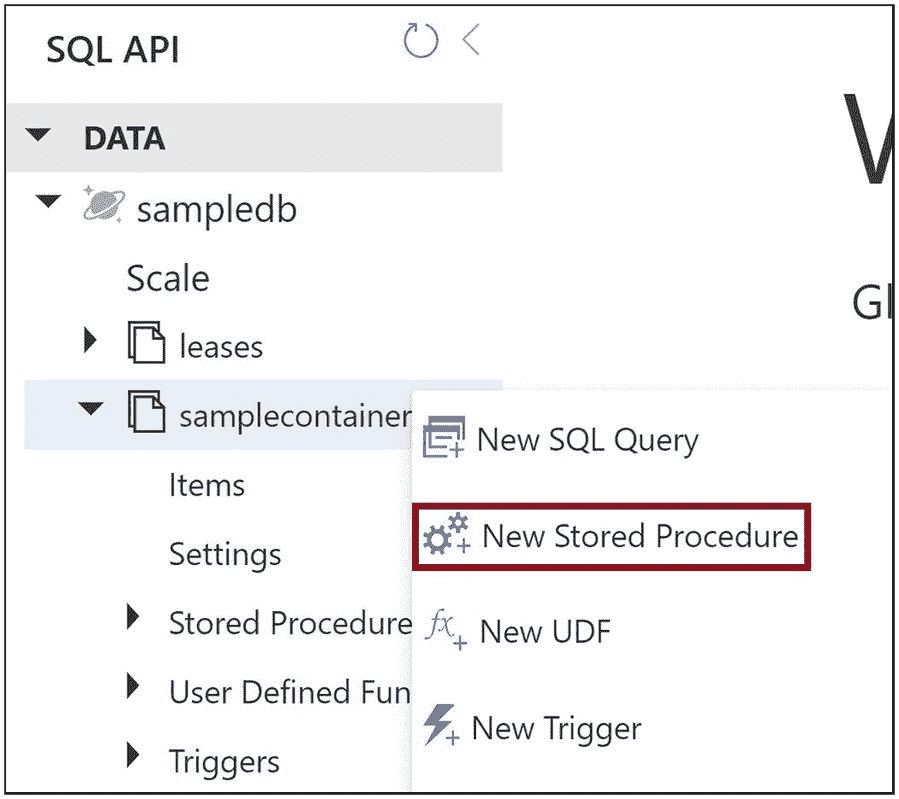 SQL API
DATA
sampledb
Scale
leases
samplecontainer
Items
Settings
Stored Procedure
User Defined Fun
Triggers
New SQL Query
New Stored Procedure
New UDF
New Trigger
W
Gl